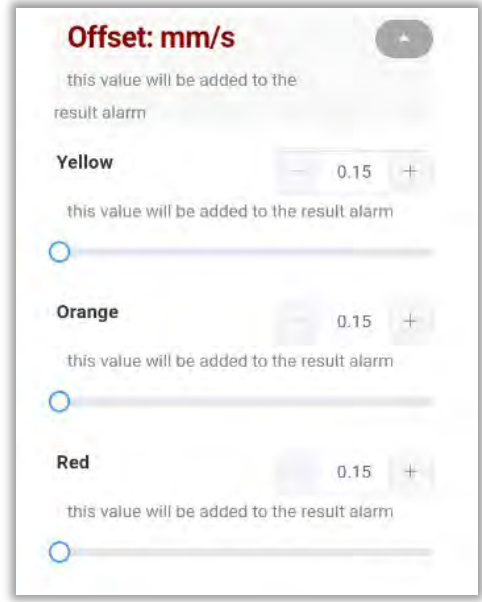 Offset: mm/s
this value will be added to the
result alarm
Yellow
− 0.15 +
this value will be added to the result alarm
Orange
− 0.15 +
this value will be added to the result alarm
Red
0.15 +
this value will be added to the result alarm